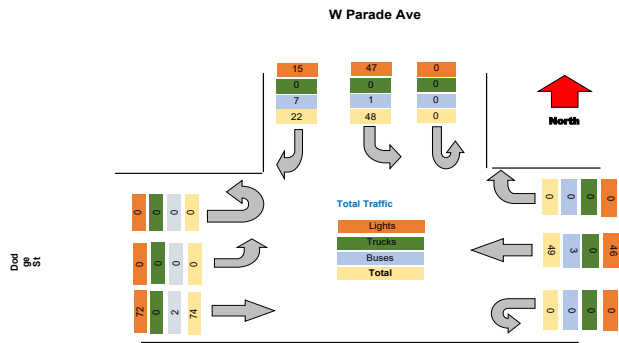 W Parade Ave
15 47 0
0 0 0
7 1 0
22 48 0
North
0 0 0 0
Total Traffic
Lights
Trucks
Buses
Total
0 0 0 0
Dod
ge
St
0 0 0 0
49 3 0 46
72 0 2 74
0 0 0 0